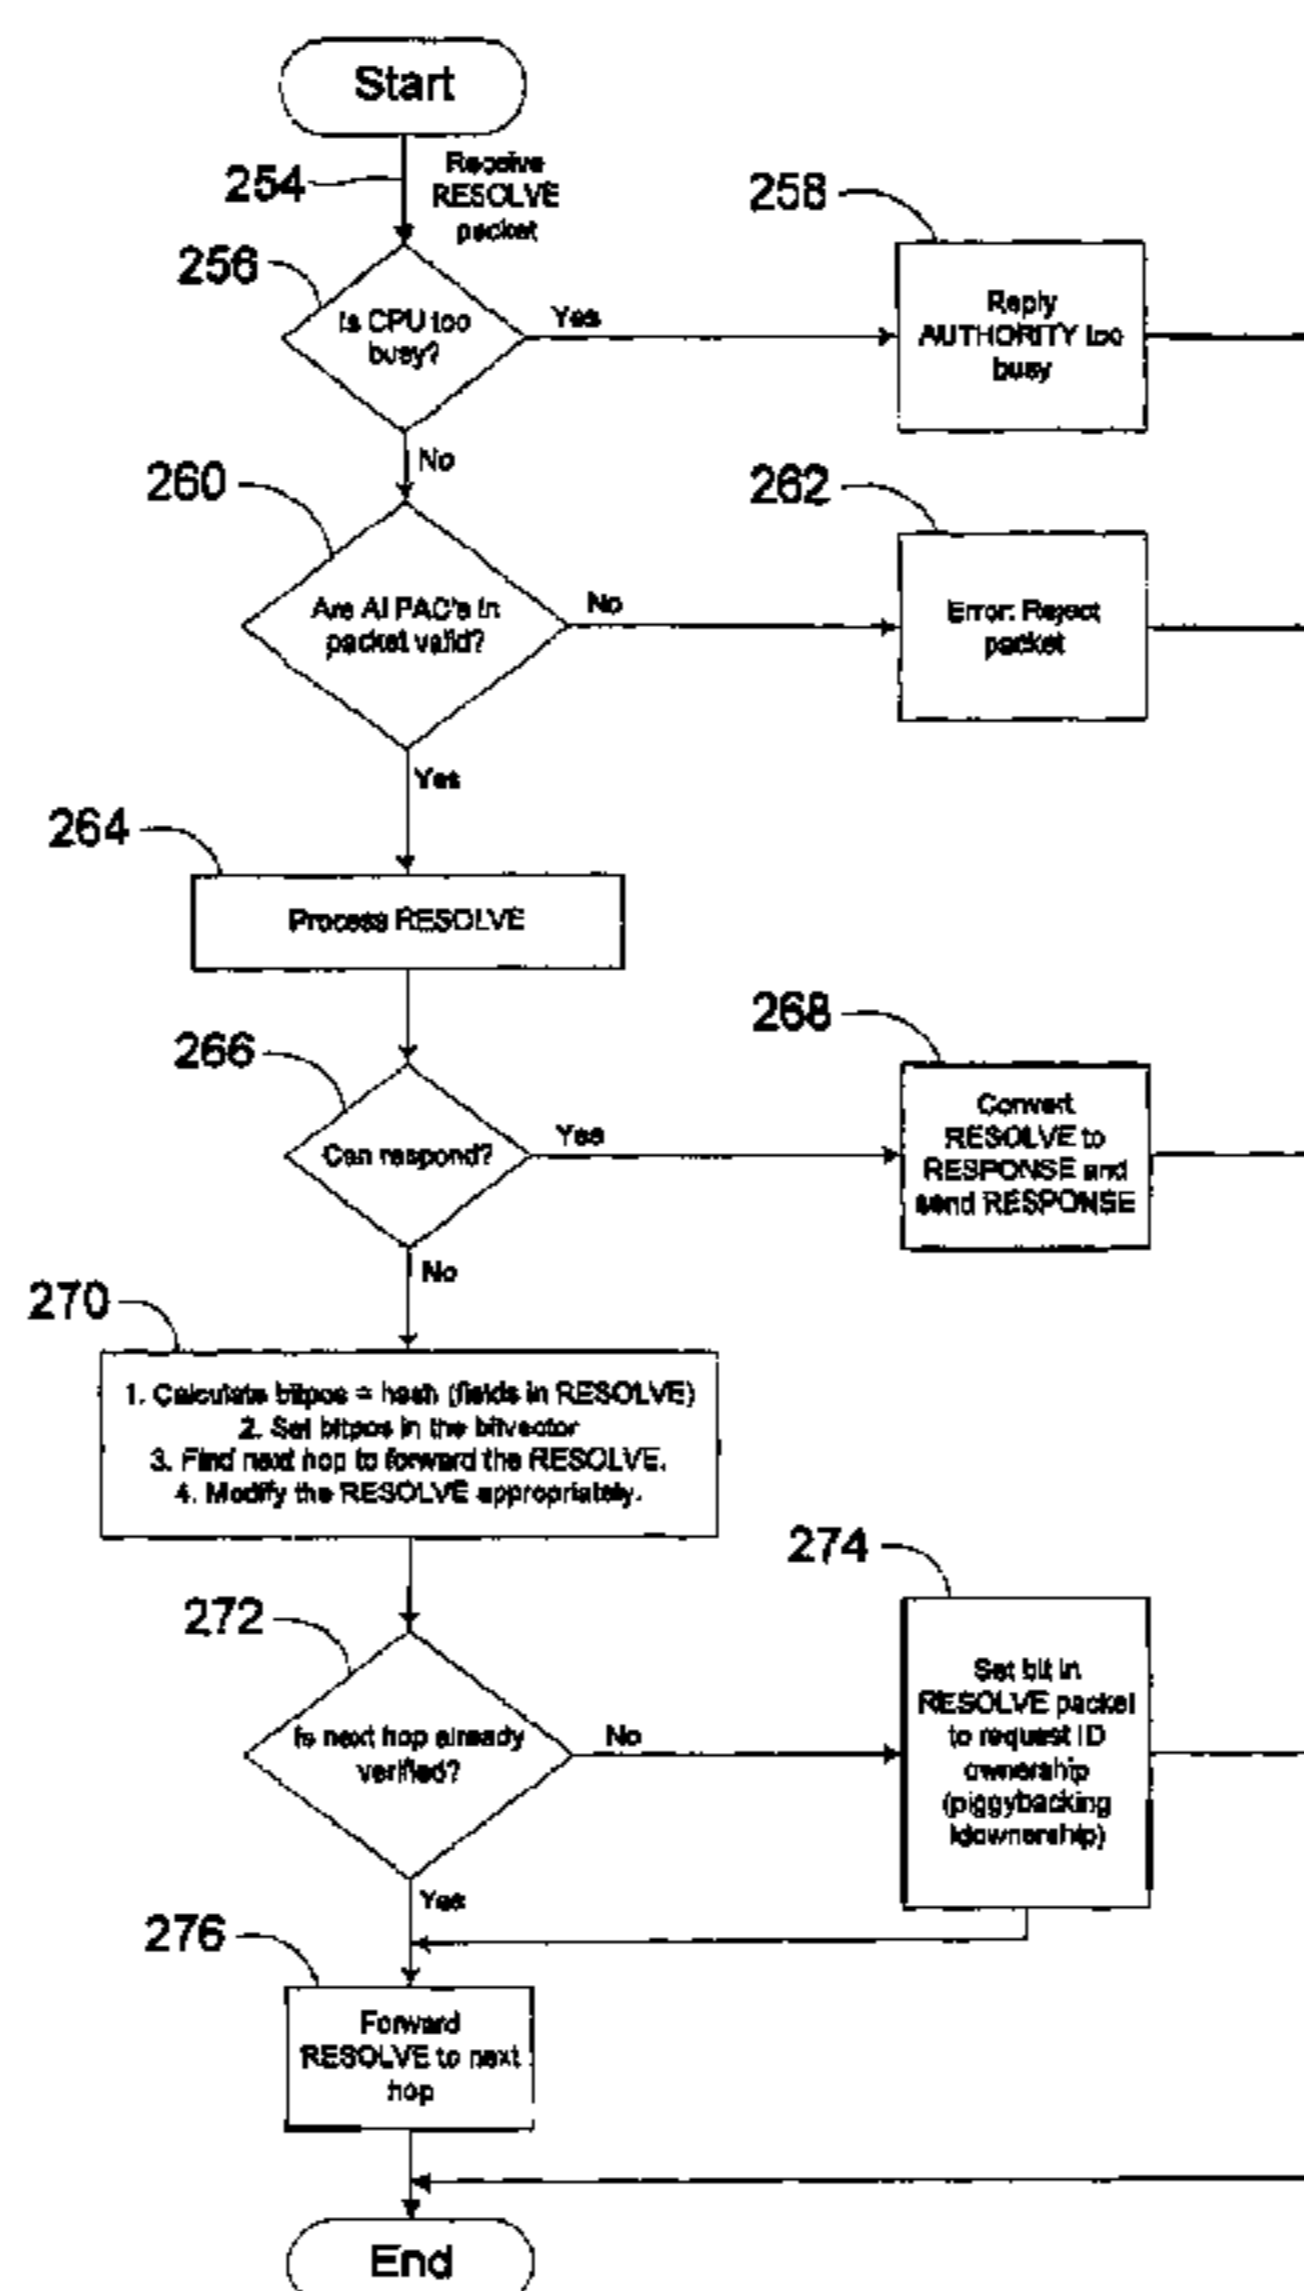 Start
254
Receive
RESOLVE
packet
256
Is CPU too
busy?
Yes
258
Reply
AUTHORITY too
busy
No
260
Are AI PAC's in
packet valid?
No
262
Error: Reject
packet
Yes
264
Process RESOLVE
266
Can respond?
Yes
268
Convert
RESOLVE to
RESPONSE and
send RESPONSE
No
270
1. Calculate bitpos = hash (fields in RESOLVE)
2. Set bitpos in the bitvector
3. Find next hop to forward the RESOLVE.
4. Modify the RESOLVE appropriately.
272
Is next hop already
verified?
No
274
Set bit in
RESOLVE packet
to request ID
ownership
(piggybacking
idownership)
Yes
276
Forward
RESOLVE to next
hop
End